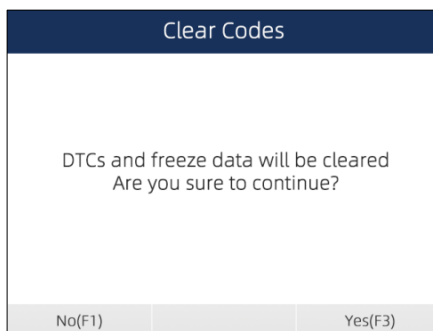 Clear Codes
DTCs and freeze data will be cleared
Are you sure to continue?
No(F1)
Yes(F3)